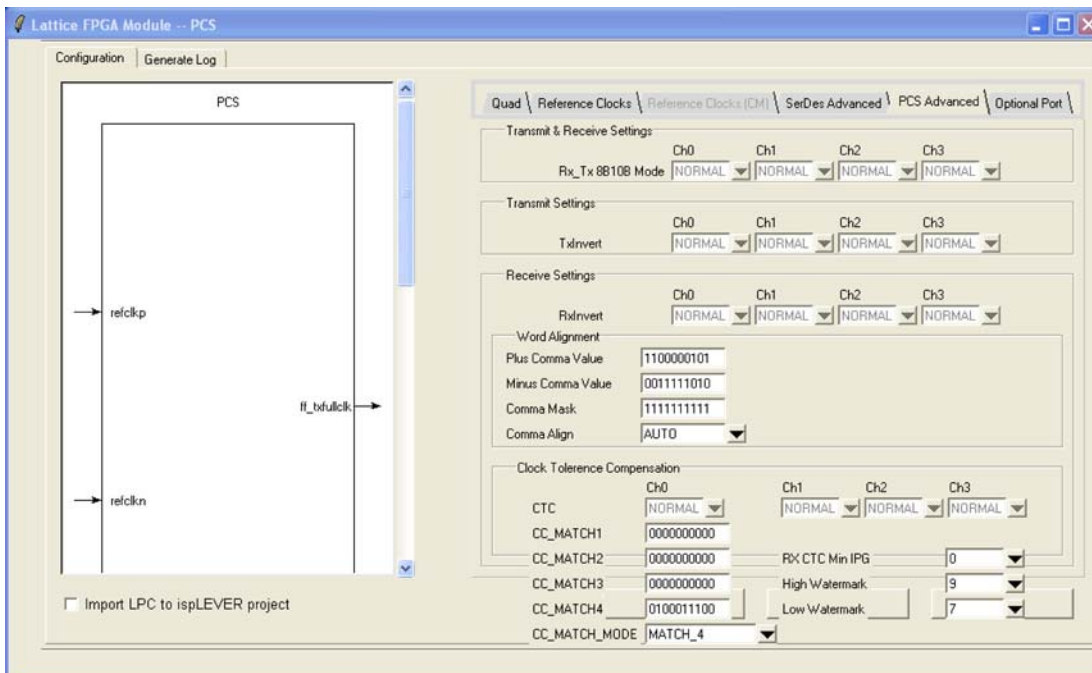 Lattice FPGA Module -- PCS
Configuration Generate Log
PCS
refclkp
ff_txfullclk
refclkn
Import LPC to ispLEVER project
Quad Reference Clocks Reference Clocks (CM) SerDes Advanced PCS Advanced Optional Port
Transmit & Receive Settings
Ch0 Ch1 Ch2 Ch3
Rx_Tx 8B10B Mode NORMAL NORMAL NORMAL NORMAL
Transmit Settings
Ch0 Ch1 Ch2 Ch3
TxInvert NORMAL NORMAL NORMAL NORMAL
Receive Settings
Ch0 Ch1 Ch2 Ch3
RxInvert NORMAL NORMAL NORMAL NORMAL
Word Alignment
Plus Comma Value 1100000101
Minus Comma Value 0011111010
Comma Mask 1111111111
Comma Align AUTO
Clock Tolerence Compensation
Ch0 Ch1 Ch2 Ch3
CTC NORMAL NORMAL NORMAL NORMAL
CC_MATCH1 0000000000
CC_MATCH2 0000000000 RX CTC Min IPG 0
CC_MATCH3 0000000000 High Watermark 9
CC_MATCH4 0100011100 Low Watermark 7
CC_MATCH_MODE MATCH_4